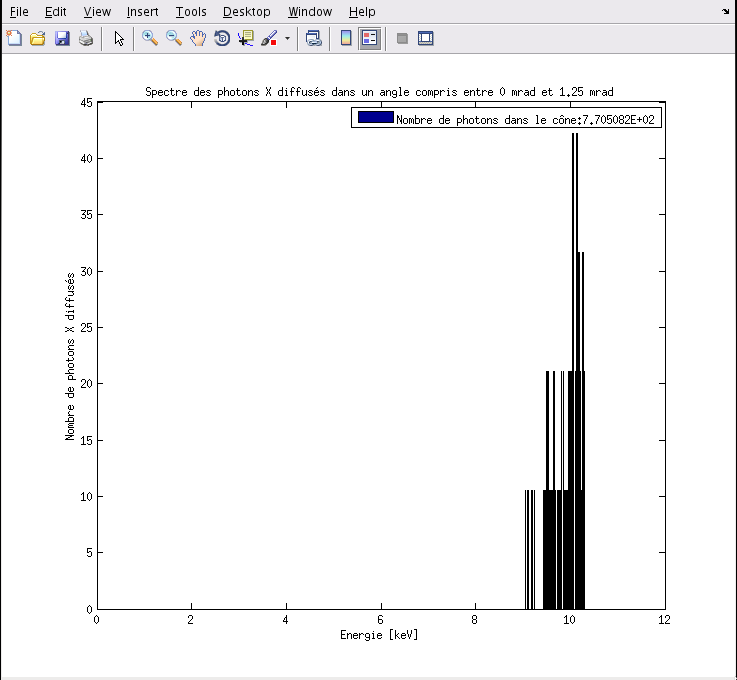 File Edit View Insert Tools Desktop Window Help
Spectre des photons X diffusés dans un angle compris entre 0 mrad et 1.25 mrad
Nombre de photons dans le cône:7.705082E+02
45
40
35
30
25
20
15
10
5
0
Nombre de photons X diffusés
0 2 4 6 8 10 12
Energie [keV]